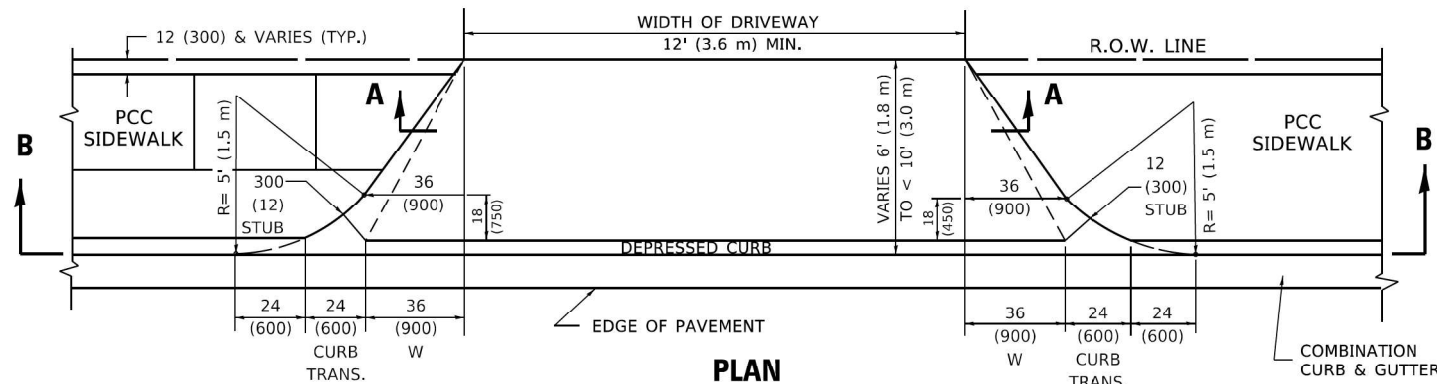 WIDTH OF DRIVEWAY
12' (3.6 m) MIN.
12 (300) & VARIES (TYP.)
R.O.W. LINE
A
A
PCC
SIDEWALK
PCC
SIDEWALK
B
B
R= 5' (1.5 m)
300
(12)
STUB
36
(900)
18
(750)
VARIES 6' (1.8 m)
TO < 10' (3.0 m)
36
(900)
18
(450)
12
(300)
STUB
R= 5' (1.5 m)
DEPRESSED CURB
24
(600)
24
(600)
CURB
TRANS.
36
(900)
W
EDGE OF PAVEMENT
36
(900)
W
24
(600)
CURB
TRANS.
24
(600)
COMBINATION
CURB & GUTTER
PLAN